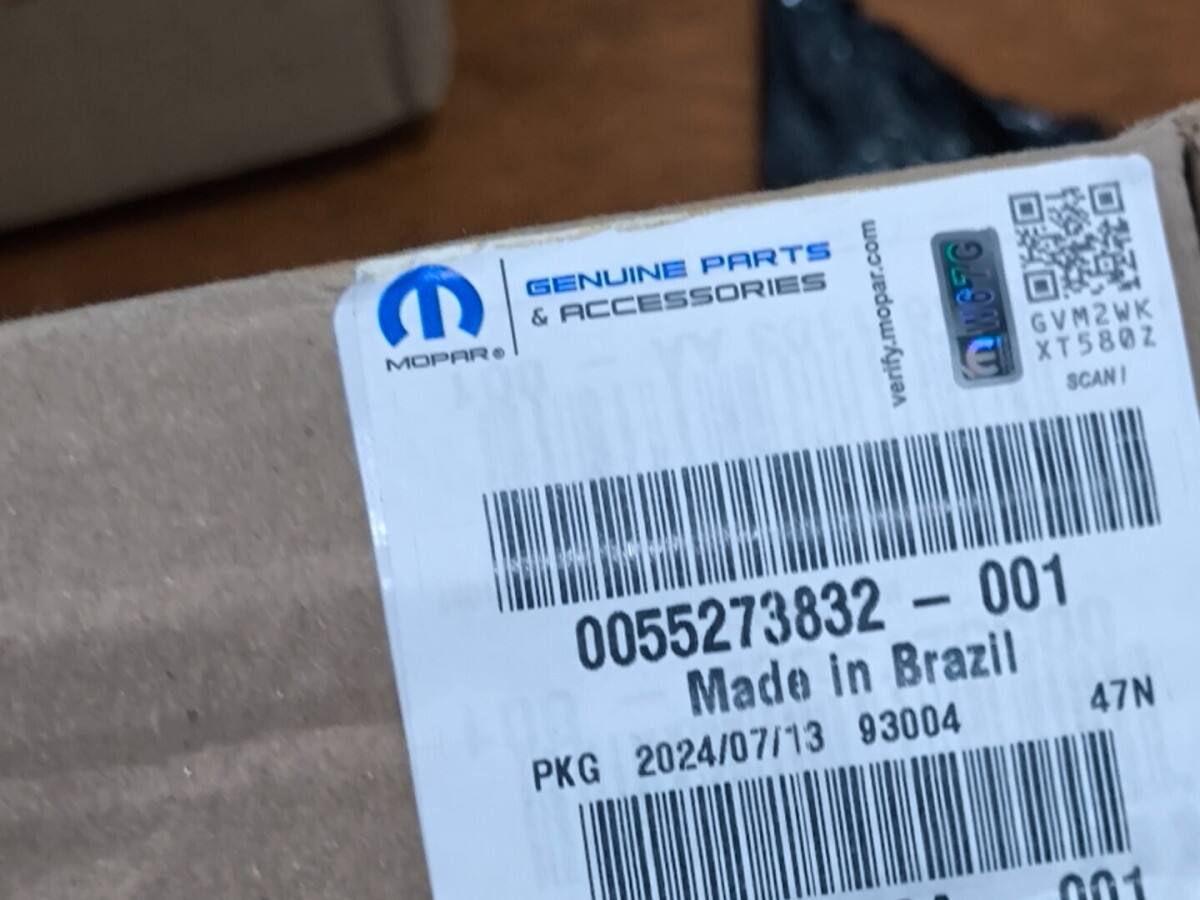 MOPAR®
GENUINE PARTS
& ACCESSORIES
verify.mopar.com
GVM2WK
XT580Z
SCAN!
0055273832 - 001
Made in Brazil
PKG 2024/07/13 93004 47N
001